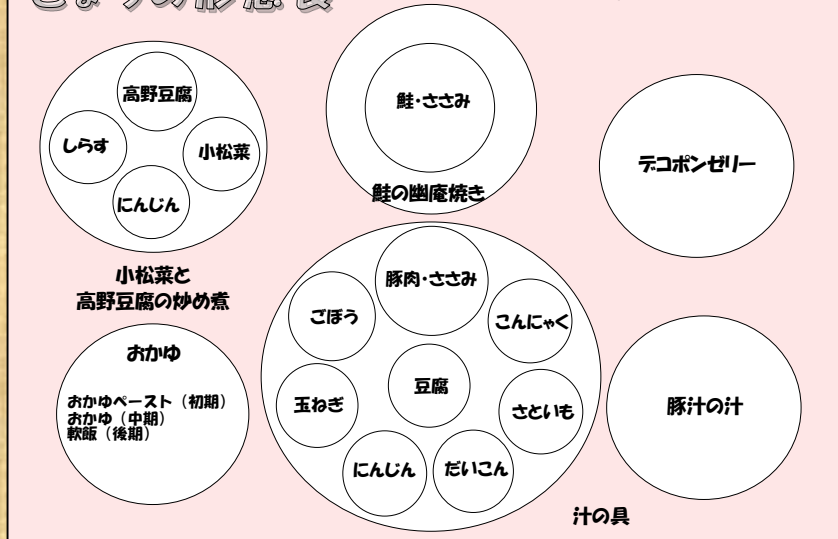 高野豆腐
しらす
小松菜
にんじん
小松菜と
高野豆腐の炒め煮
鮭・ささみ
鮭の幽庵焼き
デコポンゼリー
おかゆ
おかゆペースト（初期）
おかゆ（中期）
軟飯（後期）
豚肉・ささみ
ごぼう
こんにゃく
豆腐
玉ねぎ
さといも
にんじん
だいこん
汁の具
豚汁の汁